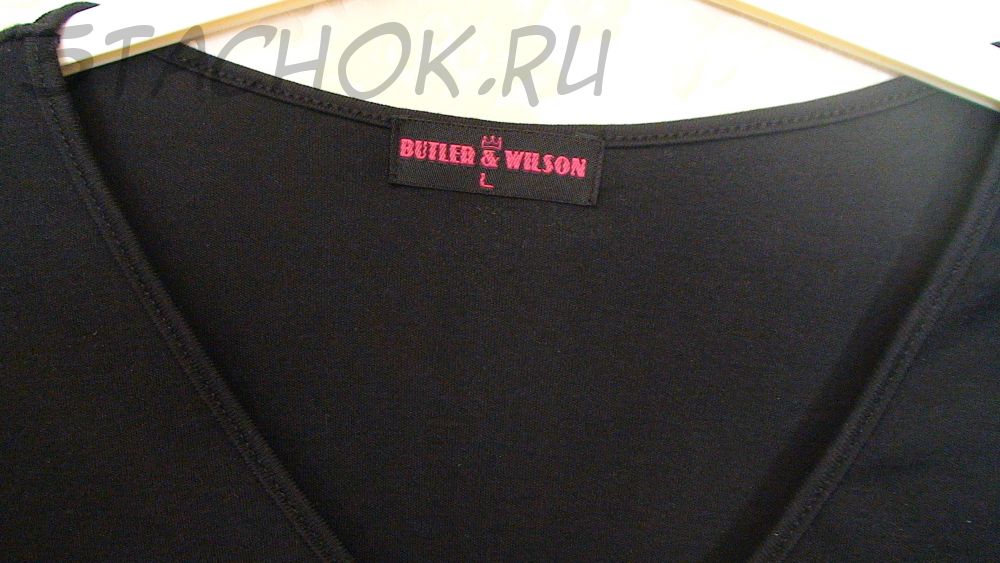 STACHOK.RU
BUTLER & WILSON
L